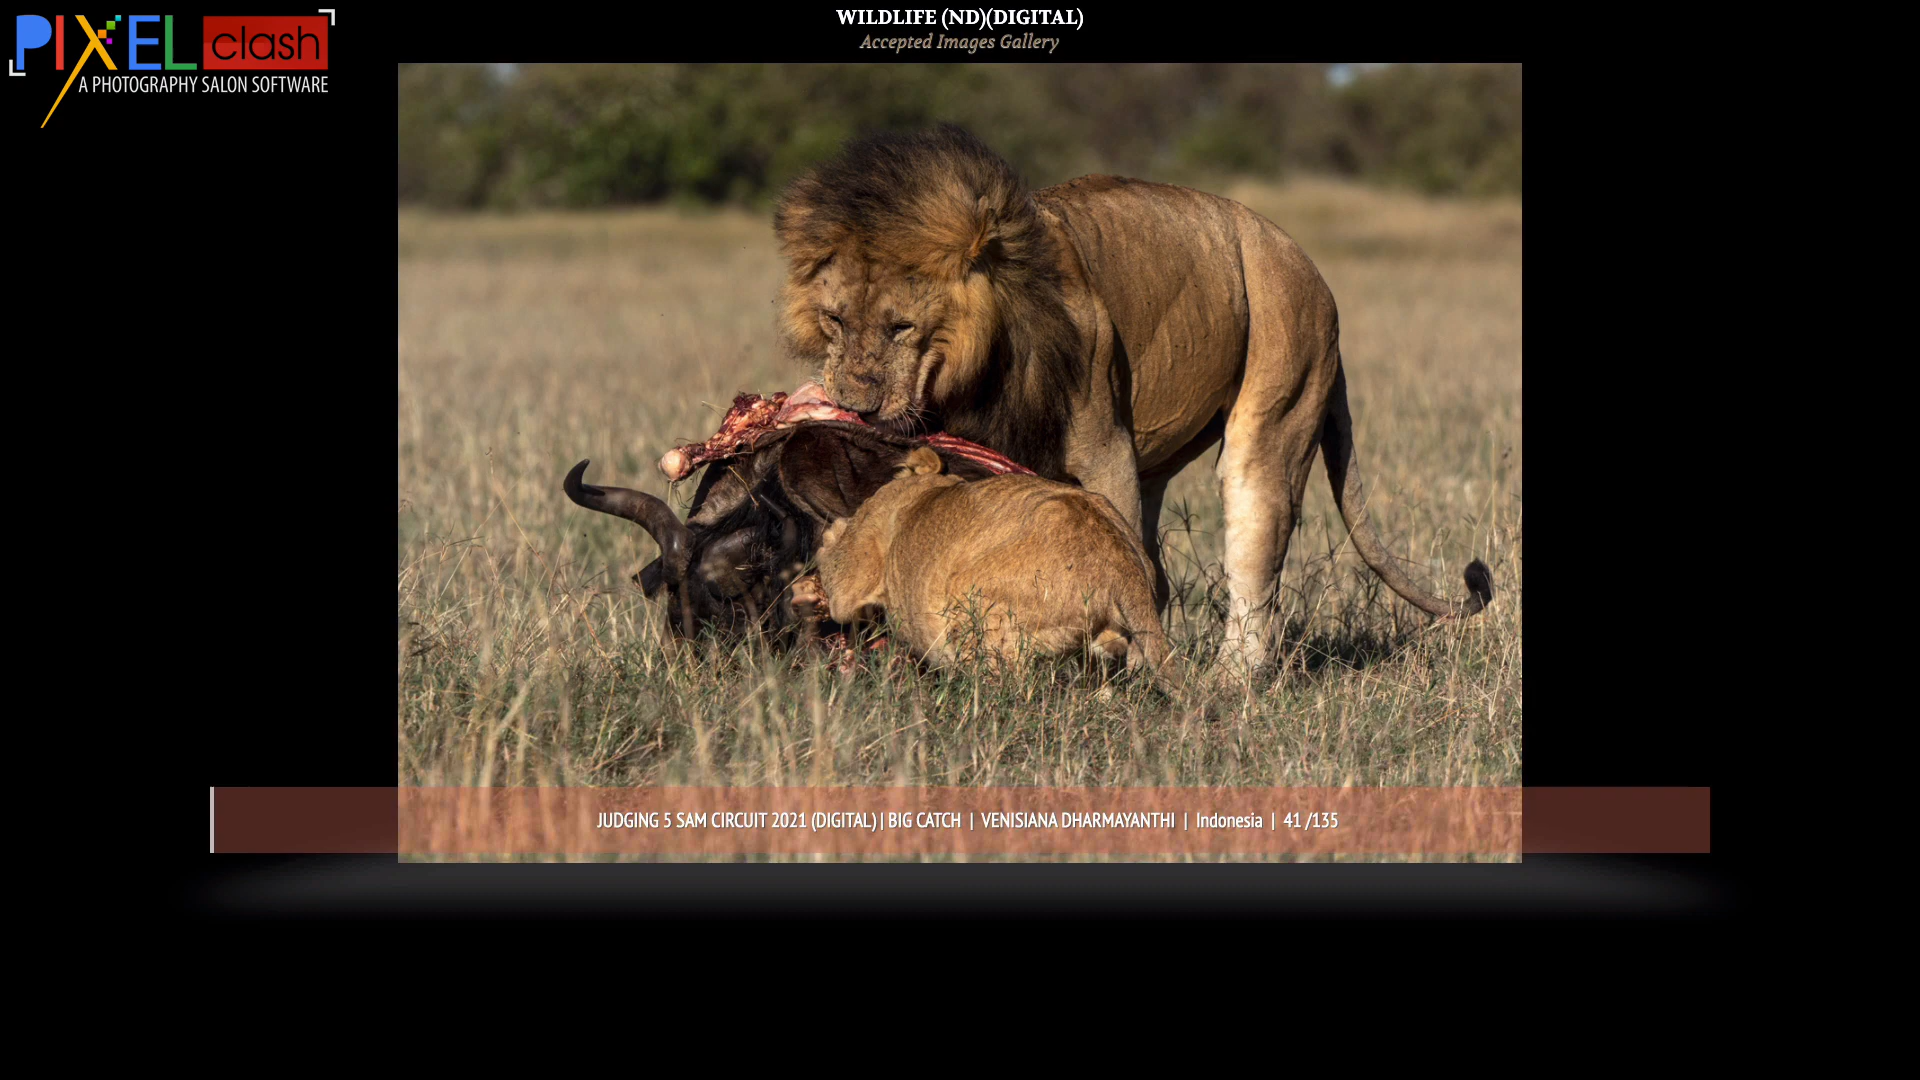 PIXEL clash
A PHOTOGRAPHY SALON SOFTWARE
WILDLIFE (ND)(DIGITAL)
Accepted Images Gallery
JUDGING 5 SAM CIRCUIT 2021 (DIGITAL) | BIG CATCH | VENISIANA DHARMAYANTHI | Indonesia | 41 /135